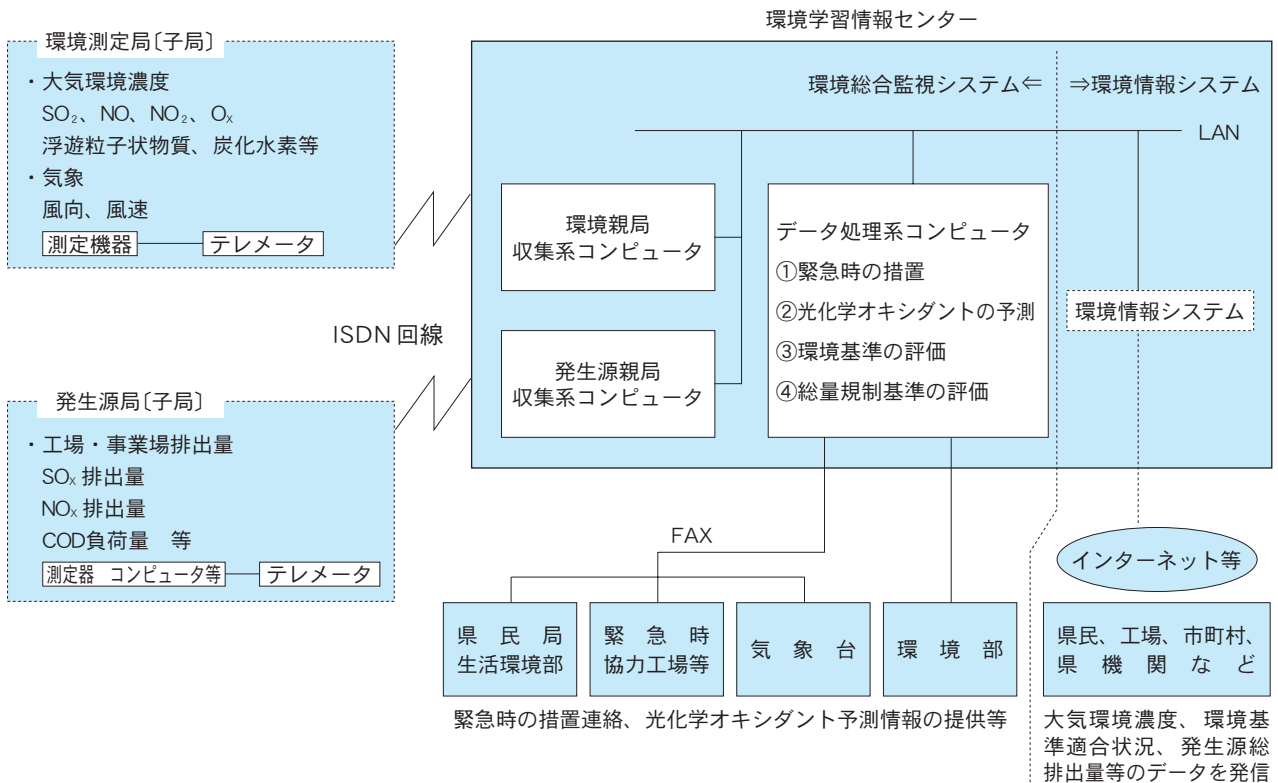 環境学習情報センター
環境測定局〔子局〕
・大気環境濃度
SO₂、NO、NO₂、Oₓ
浮遊粒子状物質、炭化水素等
・気象
風向、風速
測定機器 テレメータ
ISDN 回線
発生源局〔子局〕
・工場・事業場排出量
SOₓ 排出量
NOₓ 排出量
COD負荷量 等
測定器 コンピュータ等 テレメータ
環境総合監視システム⇐ ⇒環境情報システム
LAN
環境親局
収集系コンピュータ
発生源親局
収集系コンピュータ
データ処理系コンピュータ
①緊急時の措置
②光化学オキシダントの予測
③環境基準の評価
④総量規制基準の評価
環境情報システム
FAX
インターネット等
県民局
生活環境部
緊急時
協力工場等
気象台
環境部
県民、工場、市町村、
県機関など
緊急時の措置連絡、光化学オキシダント予測情報の提供等
大気環境濃度、環境基
準適合状況、発生源総
排出量等のデータを発信